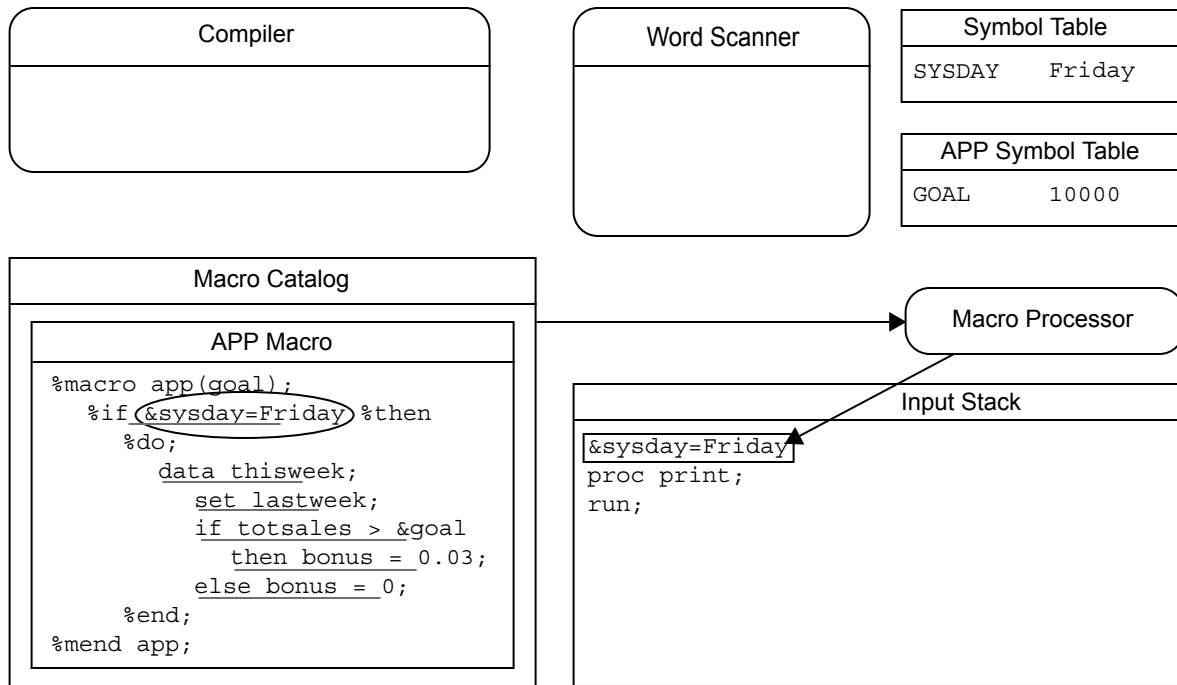 Compiler
Word Scanner
Symbol Table
SYSDAY Friday
APP Symbol Table
GOAL 10000
Macro Catalog
APP Macro
%macro app(goal);
%if &sysday=Friday %then
%do;
data thisweek;
set lastweek;
if totsales > &goal
then bonus = 0.03;
else bonus = 0;
%end;
%mend app;
Macro Processor
Input Stack
&sysday=Friday
proc print;
run;